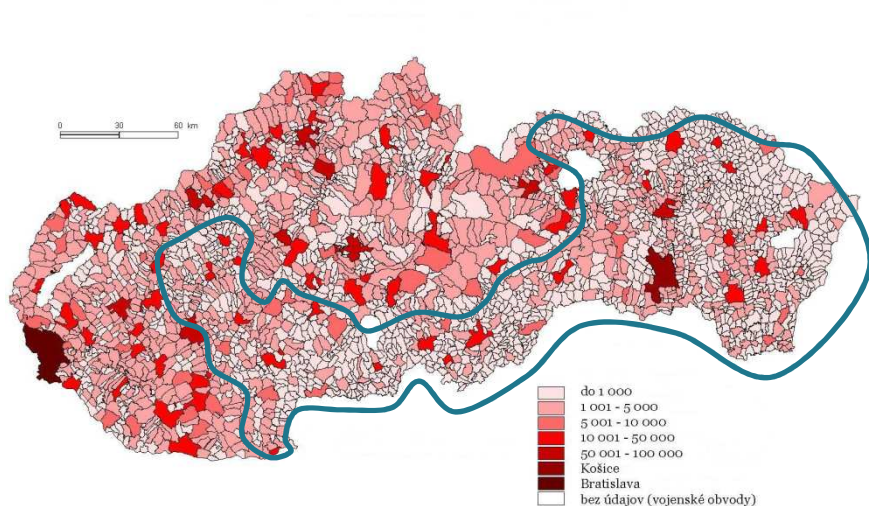 0 30 60 km
do 1 000
1 001 - 5 000
5 001 - 10 000
10 001 - 50 000
50 001 - 100 000
Košice
Bratislava
bez údajov (vojenské obvody)